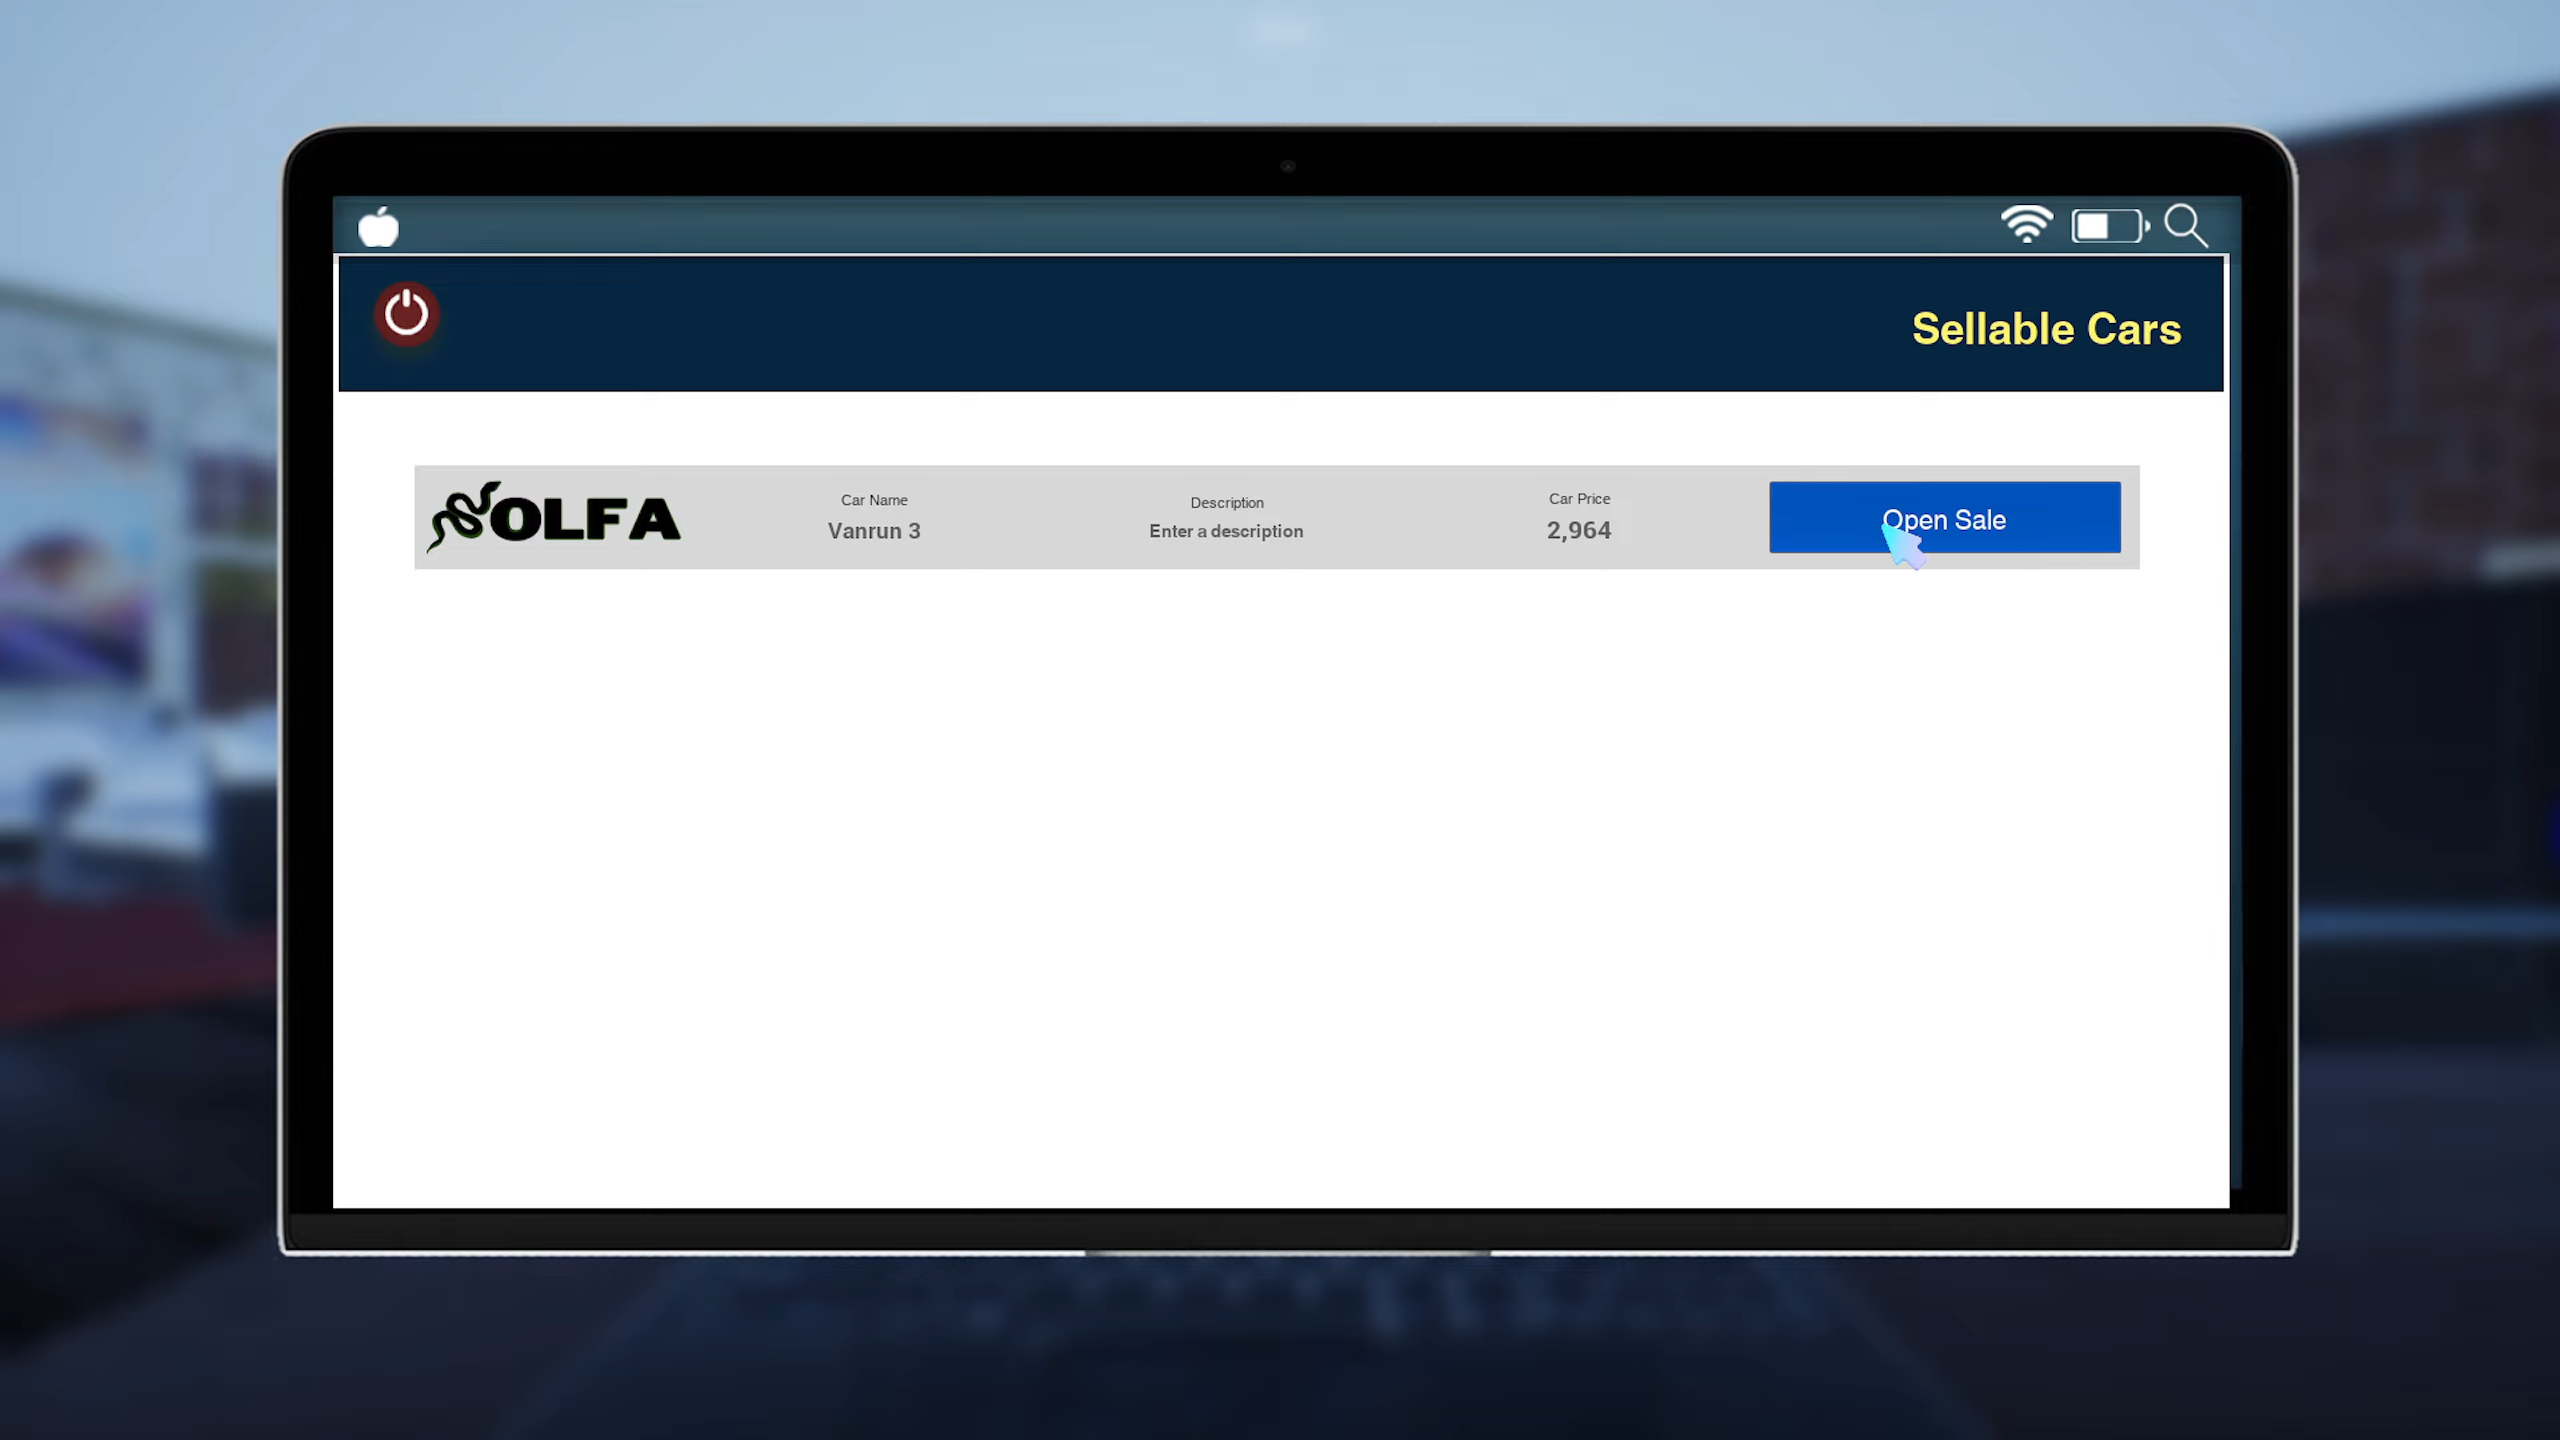 Sellable Cars
OLFA
Car Name
Vanrun 3
Description
Enter a description
Car Price
2,964
Open Sale